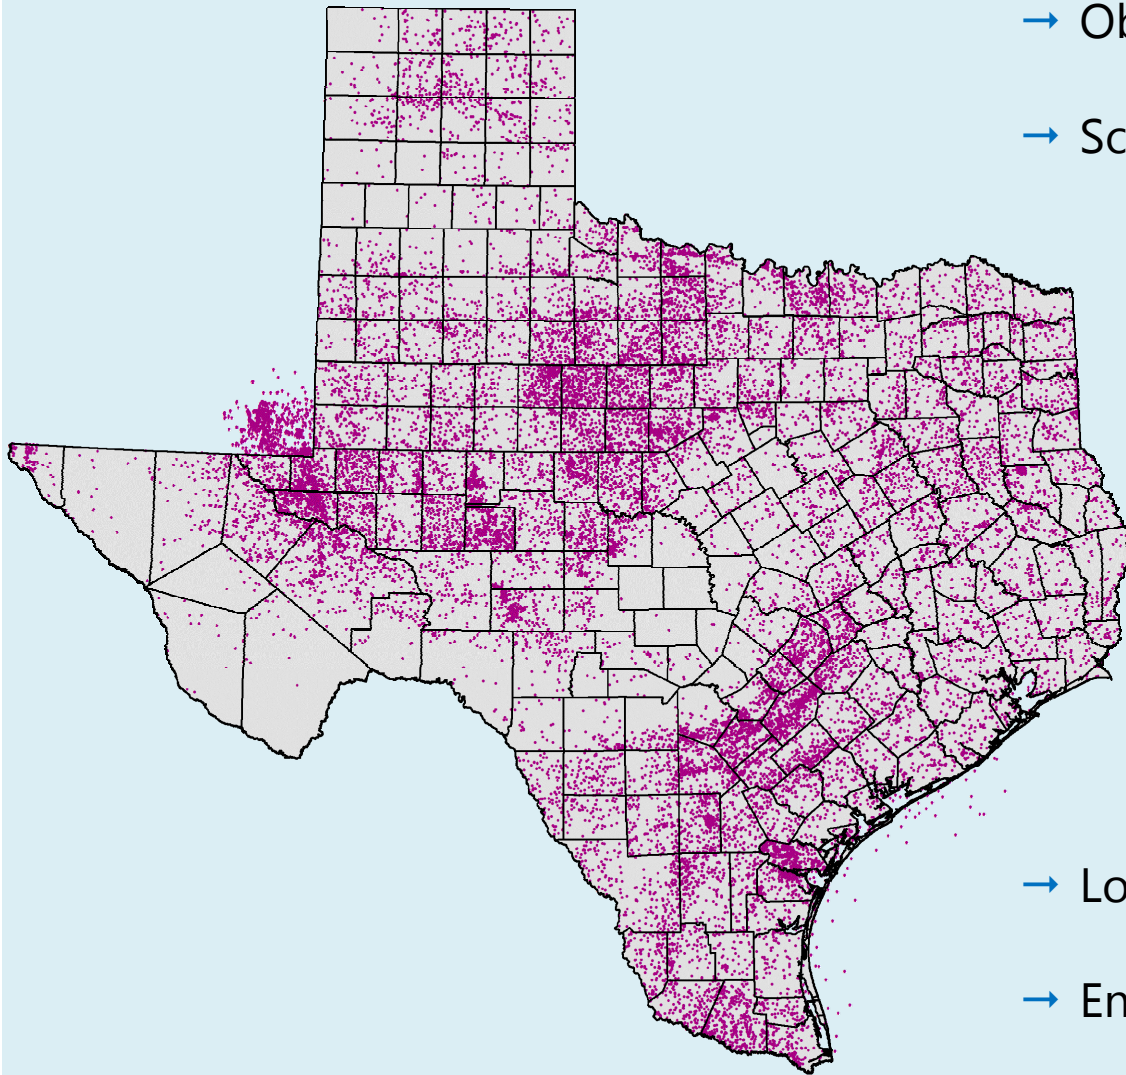 → Ob
→ Sc
→ Lo
→ En